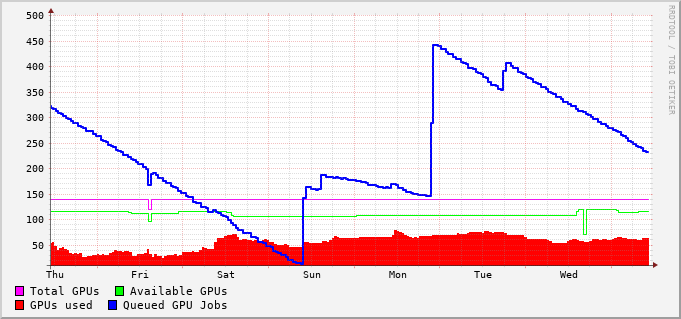 500
450
400
350
300
250
200
150
100
50
Thu Fri Sat Sun Mon Tue Wed
Total GPUs Available GPUs
GPUs used Queued GPU Jobs
RRDTOOL / TOBI OETIKER